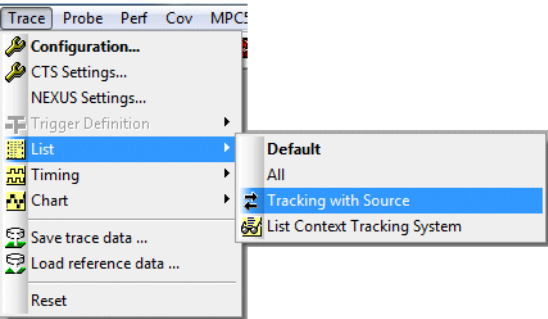 Trace Probe Perf Cov MPC5
Configuration...
CTS Settings...
NEXUS Settings...
Trigger Definition
List
Timing
Chart
Save trace data ...
Load reference data ...
Reset
Default
All
Tracking with Source
List Context Tracking System